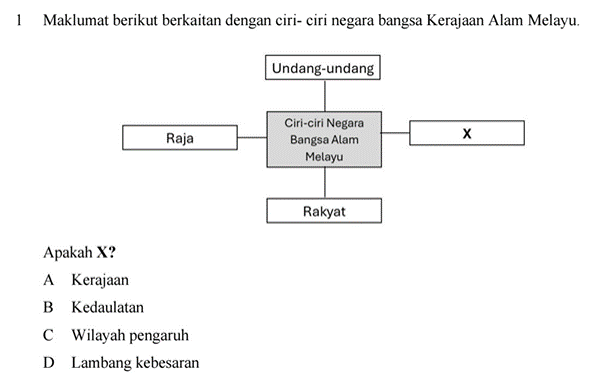 1 Maklumat berikut berkaitan dengan ciri- ciri negara bangsa Kerajaan Alam Melayu.
Undang-undang
Raja
Ciri-ciri Negara
Bangsa Alam
Melayu
X
Rakyat
Apakah X?
A Kerajaan
B Kedaulatan
C Wilayah pengaruh
D Lambang kebesaran